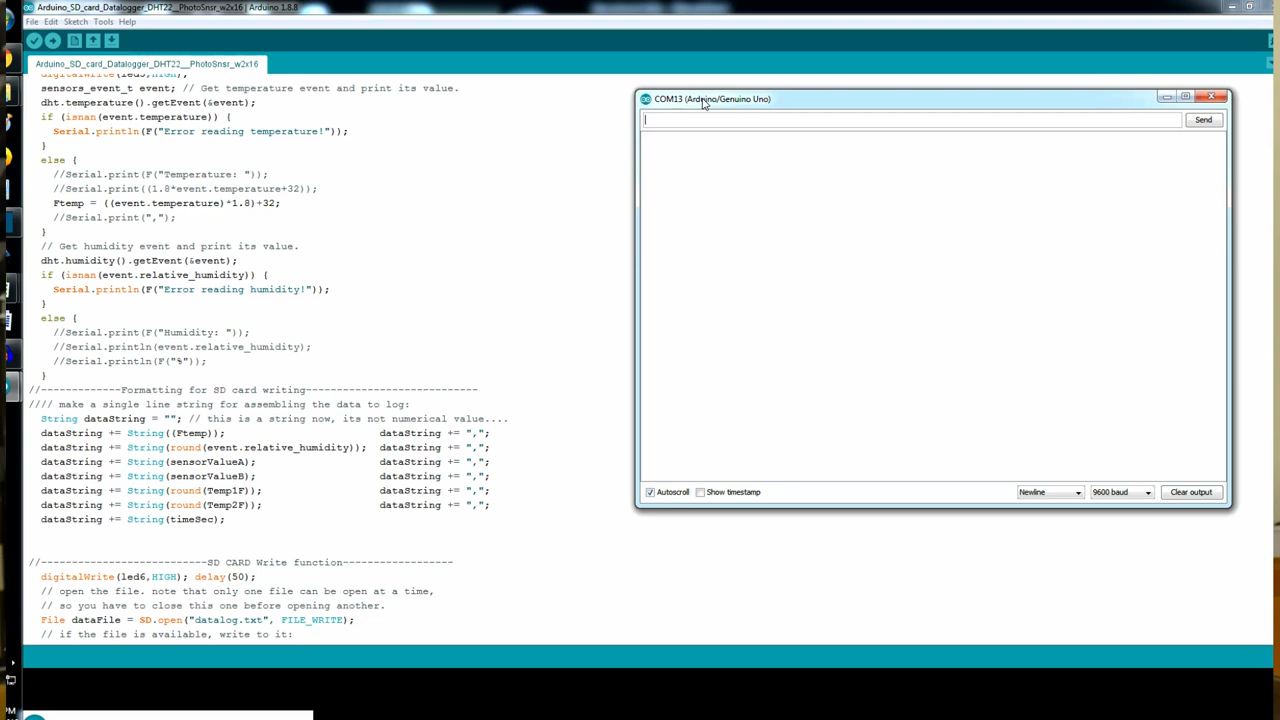 Arduino_SD_card_Datalogger_DHT22__PhotoSnsr_w2x16 | Arduino 1.8.8
File Edit Sketch Tools Help
Arduino_SD_card_Datalogger_DHT22__PhotoSnsr_w2x16
sensors_event_t event; // Get temperature event and print its value.
dht.temperature().getEvent(&event);
if (isnan(event.temperature)) {
Serial.println(F("Error reading temperature!"));
}
else {
//Serial.print(F("Temperature: "));
//Serial.print((1.8*event.temperature+32));
Ftemp = ((event.temperature)*1.8)+32;
//Serial.print(",");
}
// Get humidity event and print its value.
dht.humidity().getEvent(&event);
if (isnan(event.relative_humidity)) {
Serial.println(F("Error reading humidity!"));
}
else {
//Serial.print(F("Humidity: "));
//Serial.println(event.relative_humidity);
//Serial.println(F("%"));
}
//-------------Formatting for SD card writing----------------------------
//// make a single line string for assembling the data to log:
String dataString = ""; // this is a string now, its not numerical value....
dataString += String((Ftemp)); dataString += ",";
dataString += String(round(event.relative_humidity)); dataString += ",";
dataString += String(sensorValueA); dataString += ",";
dataString += String(sensorValueB); dataString += ",";
dataString += String(round(Temp1F)); dataString += ",";
dataString += String(round(Temp2F)); dataString += ",";
dataString += String(timeSec);
//---------------------------SD CARD Write function------------------
digitalWrite(led6,HIGH); delay(50);
// open the file. note that only one file can be open at a time,
// so you have to close this one before opening another.
File dataFile = SD.open("datalog.txt", FILE_WRITE);
// if the file is available, write to it:
COM13 (Arduino/Genuino Uno)
Send
Autoscroll Show timestamp Newline 9600 baud Clear output
PM